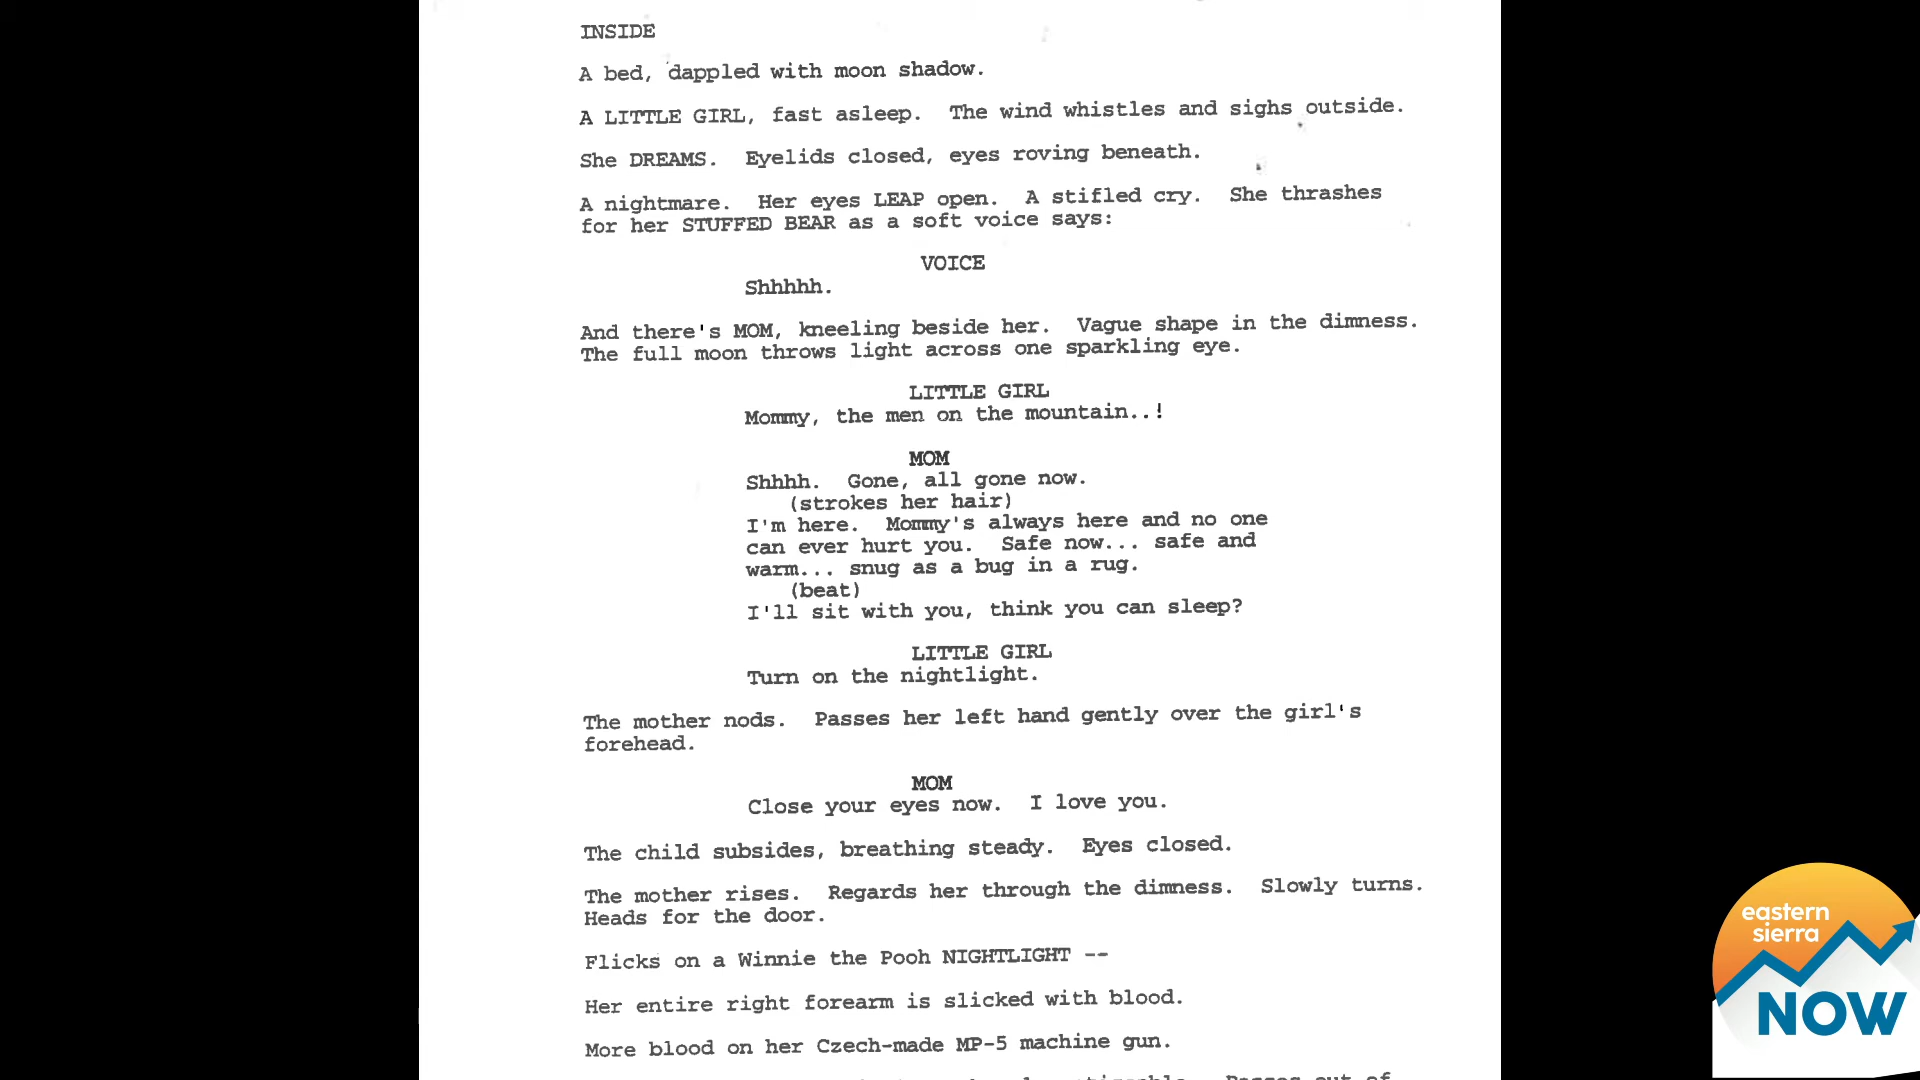 INSIDE
A bed, dappled with moon shadow.
A LITTLE GIRL, fast asleep. The wind whistles and sighs outside.
She DREAMS. Eyelids closed, eyes roving beneath.
A nightmare. Her eyes LEAP open. A stifled cry. She thrashes
for her STUFFED BEAR as a soft voice says:
VOICE
Shhhhh.
And there's MOM, kneeling beside her. Vague shape in the dimness.
The full moon throws light across one sparkling eye.
LITTLE GIRL
Mommy, the men on the mountain..!
MOM
Shhhh. Gone, all gone now.
(strokes her hair)
I'm here. Mommy's always here and no one
can ever hurt you. Safe now... safe and
warm... snug as a bug in a rug.
(beat)
I'll sit with you, think you can sleep?
LITTLE GIRL
Turn on the nightlight.
The mother nods. Passes her left hand gently over the girl's
forehead.
MOM
Close your eyes now. I love you.
The child subsides, breathing steady. Eyes closed.
The mother rises. Regards her through the dimness. Slowly turns.
Heads for the door.
Flicks on a Winnie the Pooh NIGHTLIGHT --
Her entire right forearm is slicked with blood.
More blood on her Czech-made MP-5 machine gun.
Passes out of
eastern
sierra
NOW